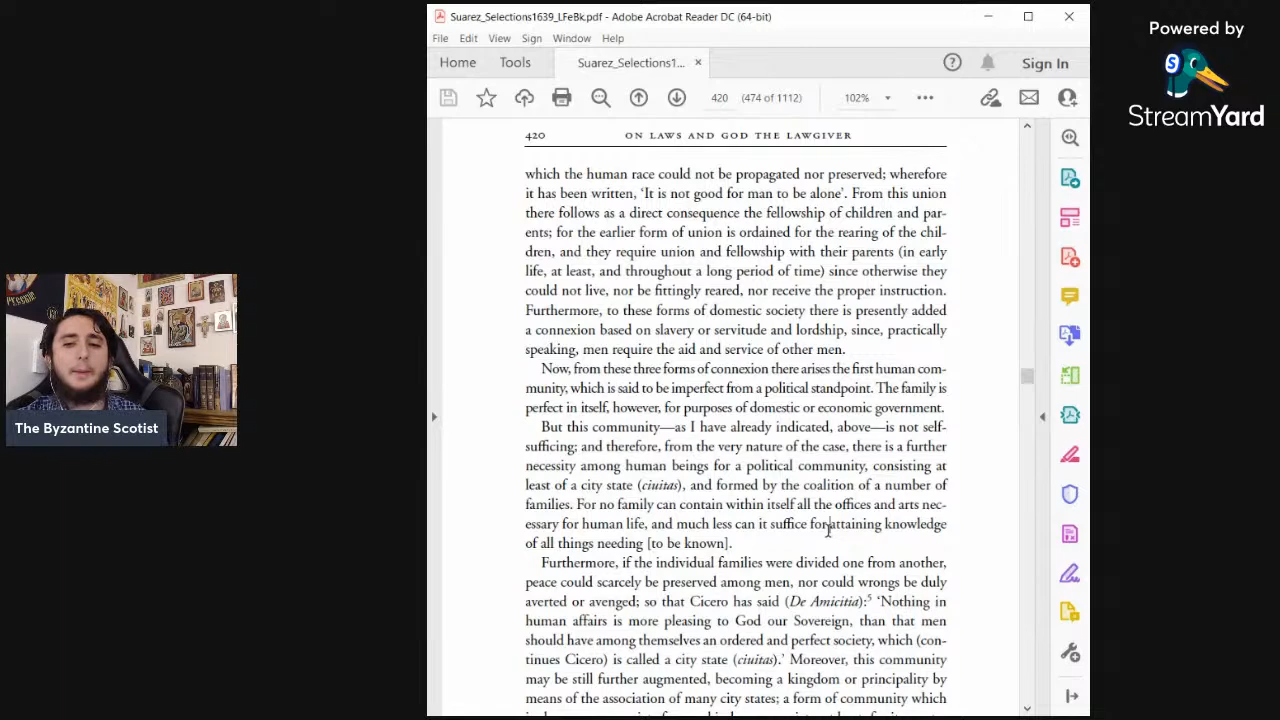 Suarez_Selections1639_LFeBk.pdf - Adobe Acrobat Reader DC (64-bit)
File Edit View Sign Window Help
Home Tools Suarez_Selections1... × Sign In
420 (474 of 1112) 102%
420 ON LAWS AND GOD THE LAWGIVER
which the human race could not be propagated nor preserved; wherefore
it has been written, ‘It is not good for man to be alone’. From this union
there follows as a direct consequence the fellowship of children and par-
ents; for the earlier form of union is ordained for the rearing of the chil-
dren, and they require union and fellowship with their parents (in early
life, at least, and throughout a long period of time) since otherwise they
could not live, nor be fittingly reared, nor receive the proper instruction.
Furthermore, to these forms of domestic society there is presently added
a connexion based on slavery or servitude and lordship, since, practically
speaking, men require the aid and service of other men.
Now, from these three forms of connexion there arises the first human com-
munity, which is said to be imperfect from a political standpoint. The family is
perfect in itself, however, for purposes of domestic or economic government.
But this community—as I have already indicated, above—is not self-
sufficing; and therefore, from the very nature of the case, there is a further
necessity among human beings for a political community, consisting at
least of a city state (ciuitas), and formed by the coalition of a number of
families. For no family can contain within itself all the offices and arts nec-
essary for human life, and much less can it suffice for attaining knowledge
of all things needing [to be known].
Furthermore, if the individual families were divided one from another,
peace could scarcely be preserved among men, nor could wrongs be duly
averted or avenged; so that Cicero has said (De Amicitia):⁵ ‘Nothing in
human affairs is more pleasing to God our Sovereign, than that men
should have among themselves an ordered and perfect society, which (con-
tinues Cicero) is called a city state (ciuitas).’ Moreover, this community
may be still further augmented, becoming a kingdom or principality by
means of the association of many city states; a form of community which
The Byzantine Scotist
Powered by
S
StreamYard